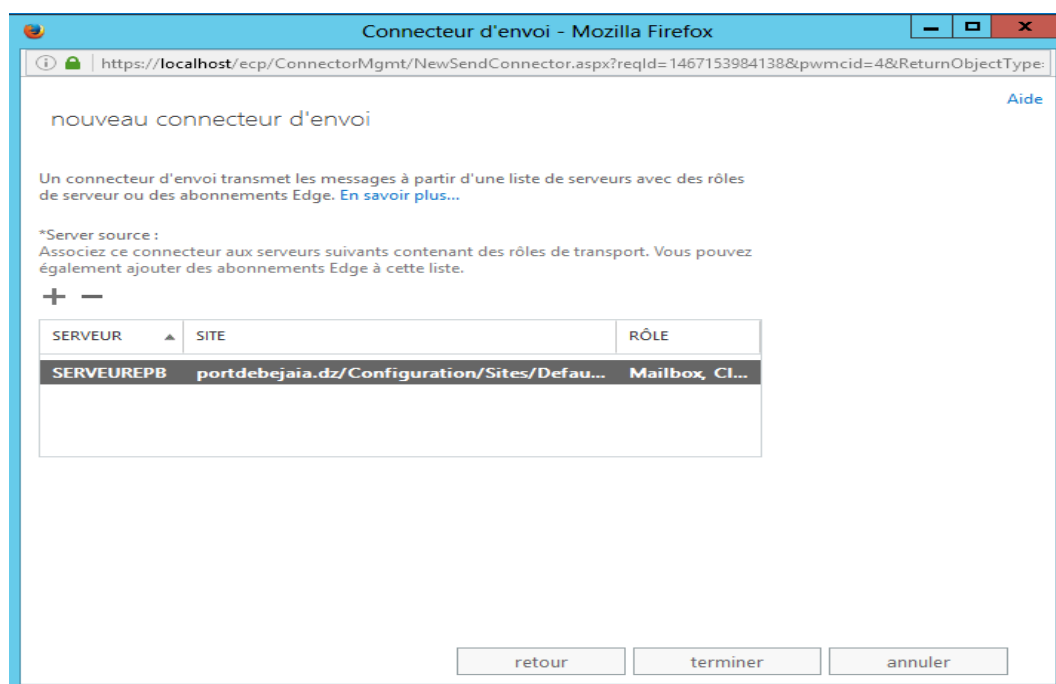 Connecteur d'envoi - Mozilla Firefox
https://localhost/ecp/ConnectorMgmt/NewSendConnector.aspx?reqId=1467153984138&pwmcid=4&ReturnObjectType=
Aide
nouveau connecteur d'envoi
Un connecteur d'envoi transmet les messages à partir d'une liste de serveurs avec des rôles
de serveur ou des abonnements Edge. En savoir plus...
*Server source :
Associez ce connecteur aux serveurs suivants contenant des rôles de transport. Vous pouvez
également ajouter des abonnements Edge à cette liste.
SERVEUR SITE RÔLE
SERVEUREPB portdebejaia.dz/Configuration/Sites/Defau... Mailbox, Cl...
retour terminer annuler